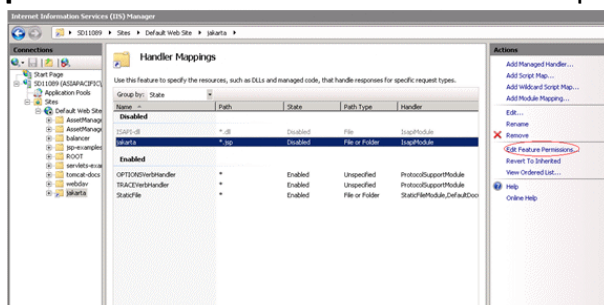 Internet Information Services (IIS) Manager
SD11089 ▸ Sites ▸ Default Web Site ▸ jakarta ▸
Connections
Start Page
SD11089 (ASIAPACIFIC\
Application Pools
Sites
Default Web Site
AssetManag
AssetManag
balancer
jsp-examples
ROOT
servlets-exa
tomcat-docs
webdav
jakarta
Handler Mappings
Use this feature to specify the resources, such as DLLs and managed code, that handle responses for specific request types.
Group by: State
Name Path State Path Type Handler
Disabled
ISAPI-dll *.dll Disabled File IsapiModule
jakarta *.jsp Disabled File or Folder IsapiModule
Enabled
OPTIONSVerbHandler * Enabled Unspecified ProtocolSupportModule
TRACEVerbHandler * Enabled Unspecified ProtocolSupportModule
StaticFile * Enabled File or Folder StaticFileModule,DefaultDoc
Actions
Add Managed Handler...
Add Script Map...
Add Wildcard Script Map...
Add Module Mapping...
Edit...
Rename
Remove
Edit Feature Permissions...
Revert To Inherited
View Ordered List...
Help
Online Help